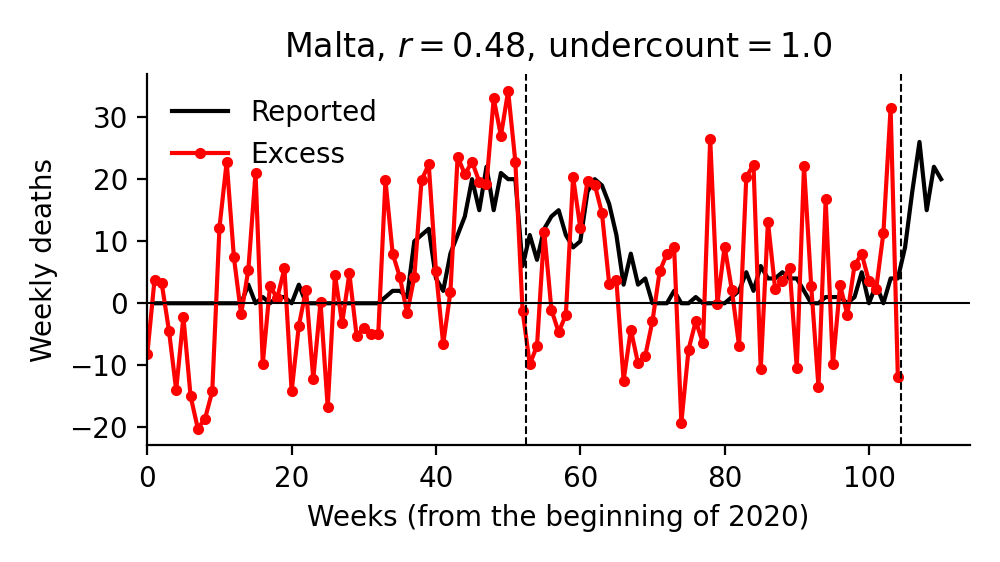 Malta, r = 0.48, undercount = 1.0
Reported
Excess
Weekly deaths
30
20
10
0
−10
−20
0 20 40 60 80 100
Weeks (from the beginning of 2020)